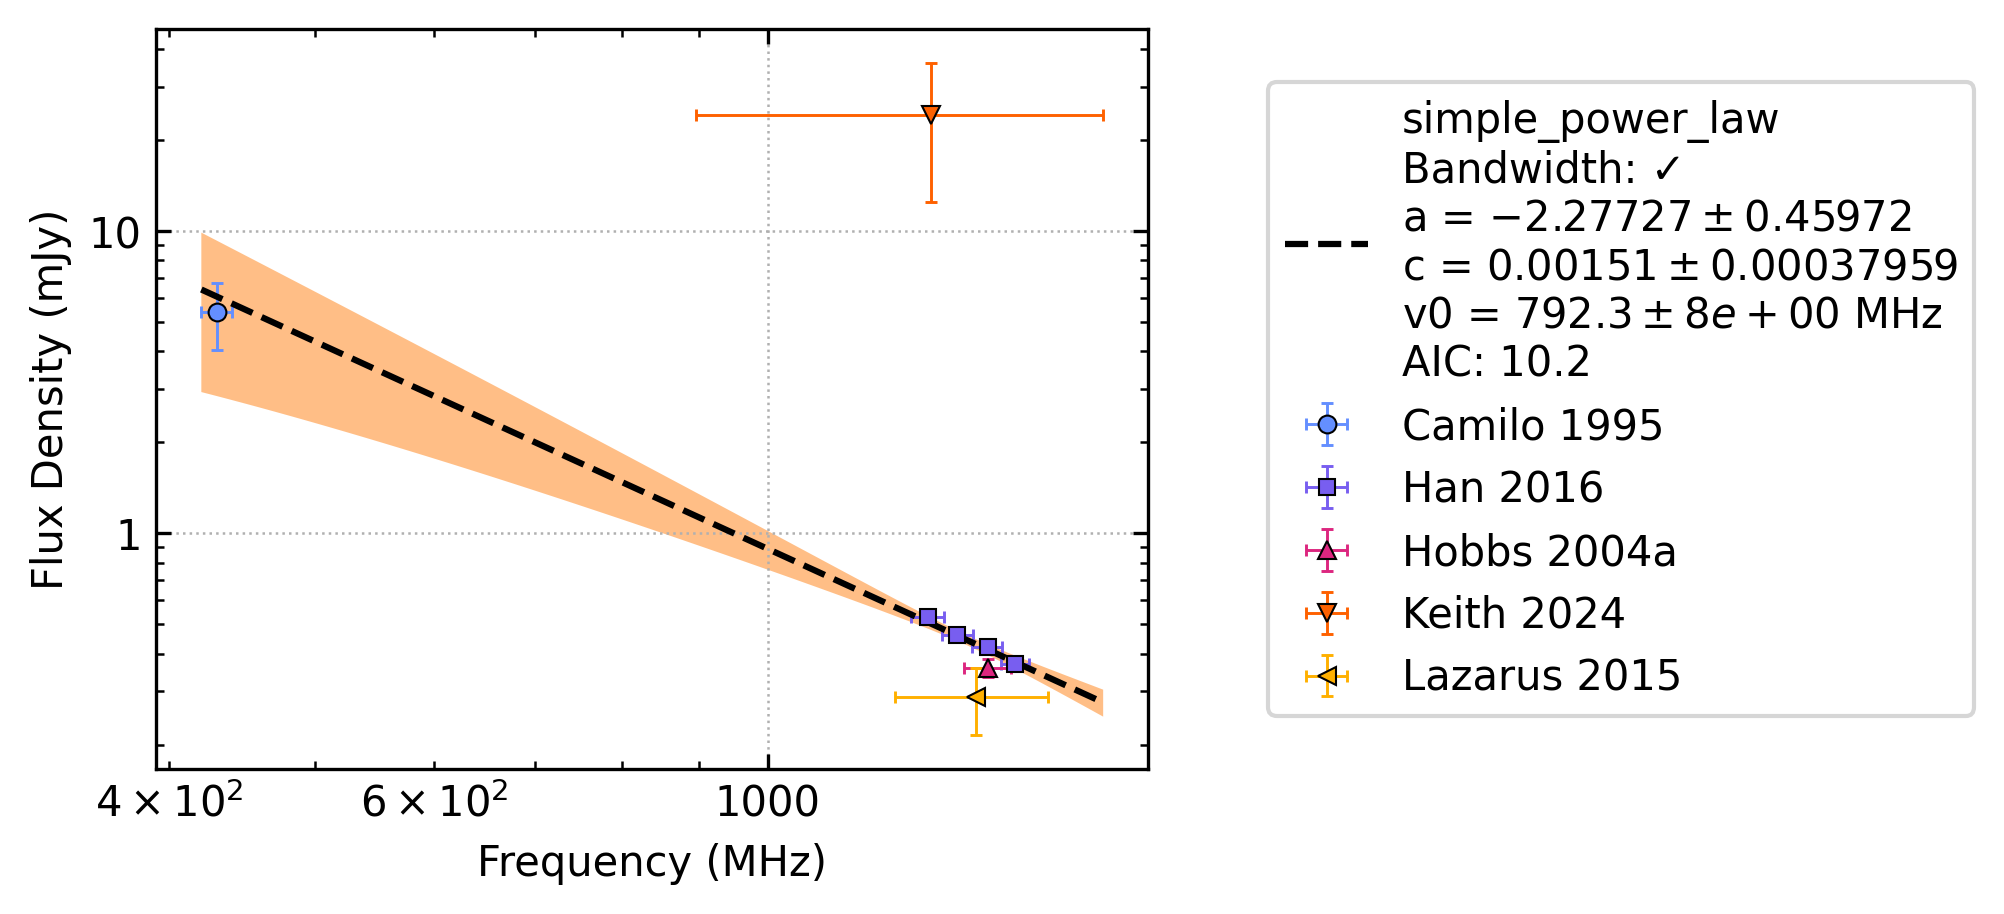 Flux Density (mJy)
10
1
4 × 10²
6 × 10²
1000
Frequency (MHz)
simple_power_law
Bandwidth: ✓
a = −2.27727 ± 0.45972
c = 0.00151 ± 0.00037959
v0 = 792.3 ± 8e + 00 MHz
AIC: 10.2
Camilo 1995
Han 2016
Hobbs 2004a
Keith 2024
Lazarus 2015